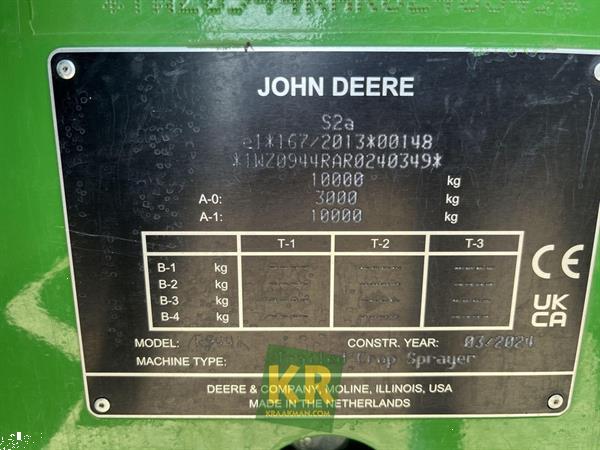 JOHN DEERE
S2a
e1*167/2013*00148
*1WZ0944RAR0240349*
10000 kg
A-0: 3000 kg
A-1: 10000 kg
T-1 T-2 T-3
B-1 kg
B-2 kg
B-3 kg
B-4 kg
CE
UK
CA
MODEL: CONSTR. YEAR: 03/2024
MACHINE TYPE: Trailed Crop Sprayer
KR
KRAAKMAN.COM
DEERE & COMPANY, MOLINE, ILLINOIS, USA
MADE IN THE NETHERLANDS